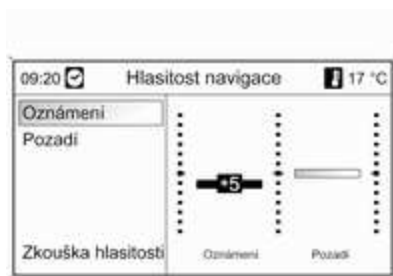 09:20 Hlasitost navigace 17 °C
Oznámení
Pozadí
+5
Zkouška hlasitosti
Oznámení Pozadí